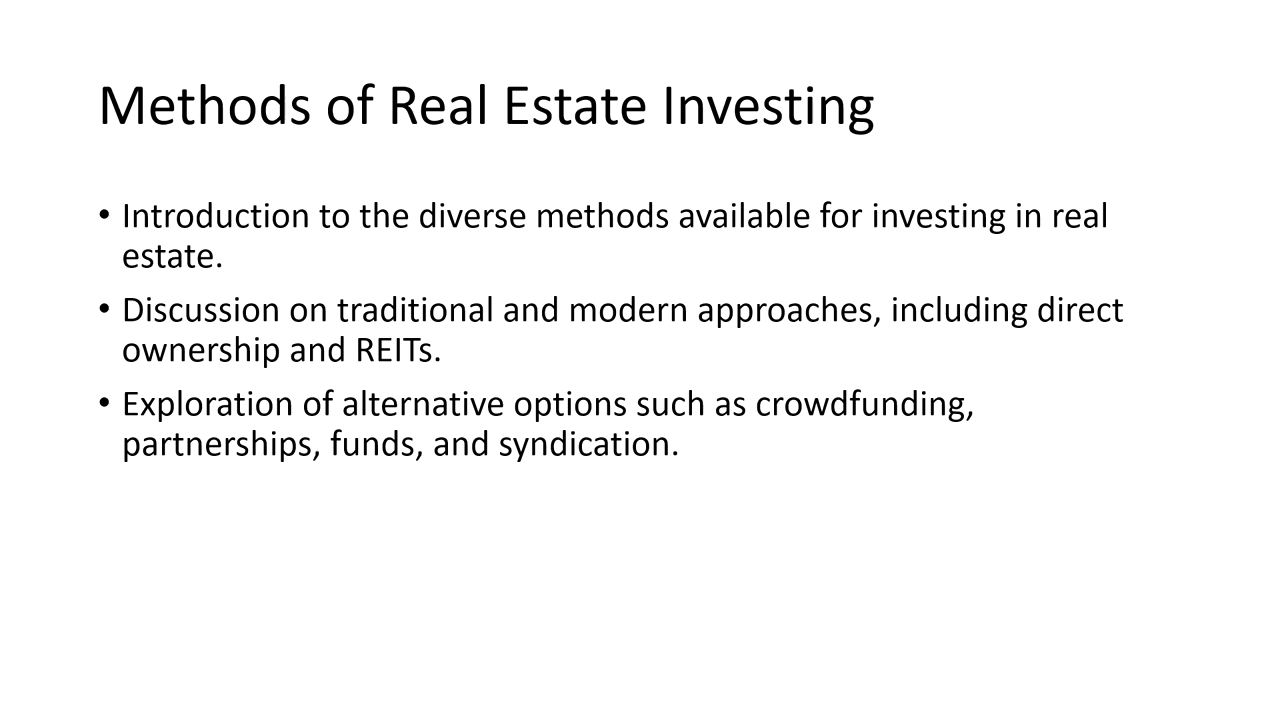 Methods of Real Estate Investing
• Introduction to the diverse methods available for investing in real
estate.
• Discussion on traditional and modern approaches, including direct
ownership and REITs.
• Exploration of alternative options such as crowdfunding,
partnerships, funds, and syndication.